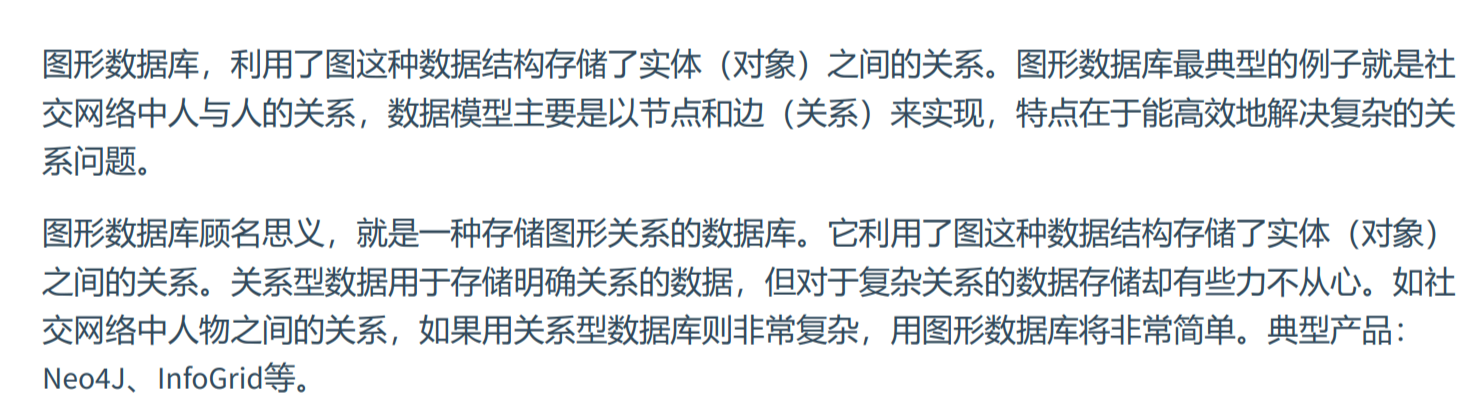 图形数据库，利用了图这种数据结构存储了实体（对象）之间的关系。图形数据库最典型的例子就是社
交网络中人与人的关系，数据模型主要是以节点和边（关系）来实现，特点在于能高效地解决复杂的关
系问题。
图形数据库顾名思义，就是一种存储图形关系的数据库。它利用了图这种数据结构存储了实体（对象）
之间的关系。关系型数据用于存储明确关系的数据，但对于复杂关系的数据存储却有些力不从心。如社
交网络中人物之间的关系，如果用关系型数据库则非常复杂，用图形数据库将非常简单。典型产品：
Neo4J、InfoGrid等。